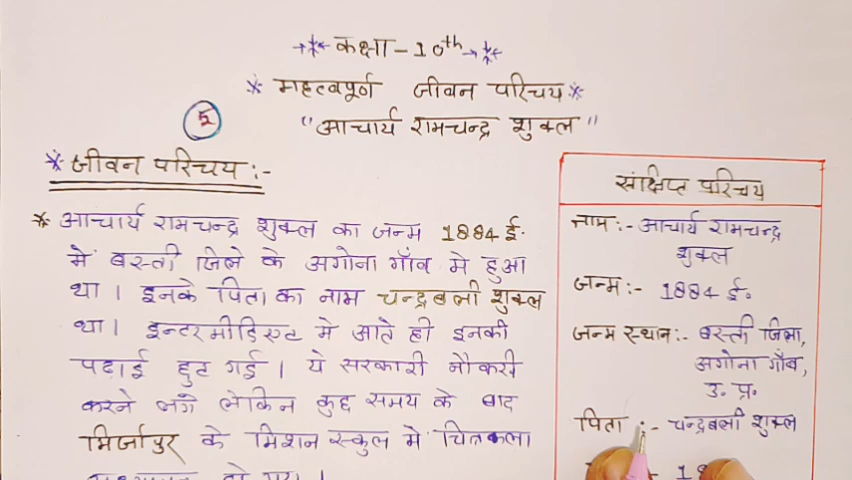 कक्षा - 10th
महत्वपूर्ण जीवन परिचय
5
"आचार्य रामचन्द्र शुक्ल"
जीवन परिचय :-
आचार्य रामचन्द्र शुक्ल का जन्म 1884 ई.
में बस्ती जिले के अगोना गाँव मे हुआ
था। इनके पिता का नाम चन्द्रबली शुक्ल
था। इन्टरमीडिएट मे आते ही इनकी
पढाई छुट गई। ये सरकारी नौकरी
करने लगे लेकिन कुछ समय के बाद
मिर्जापुर के मिशन स्कुल मे चित्रकला
संक्षिप्त परिचय
नाम :- आचार्य रामचन्द्र
शुक्ल
जन्म :- 1884 ई.
जन्म स्थान :- बस्ती जिला,
अगोना गाँव,
उ. प्र.
पिता :- चन्द्रबली शुक्ल